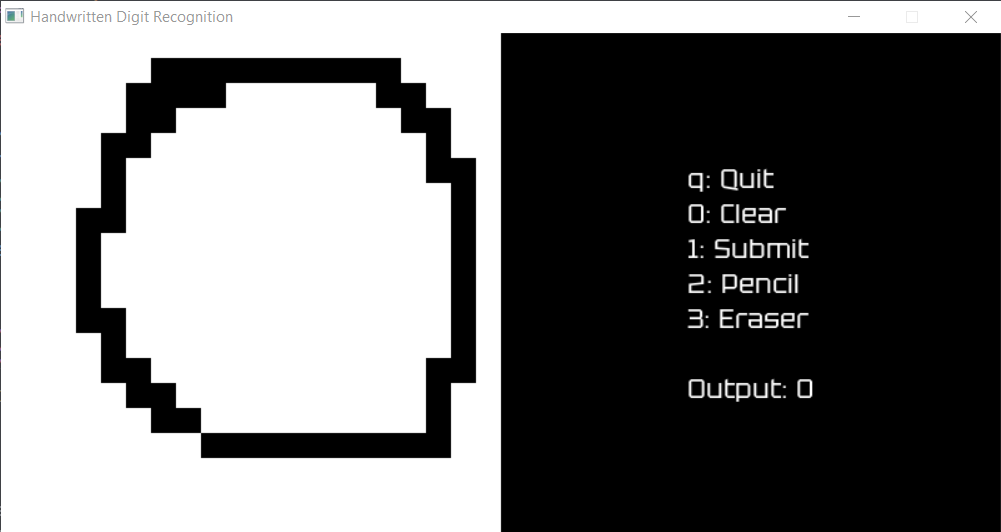 Handwritten Digit Recognition
q: Quit
0: Clear
1: Submit
2: Pencil
3: Eraser
Output: 0